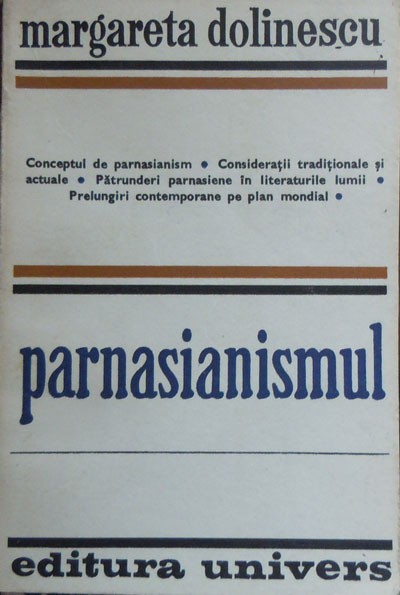 margareta dolinescu
Conceptul de parnasianism • Considerații tradiționale și
actuale • Pătrunderi parnasiene în literaturile lumii •
Prelungiri contemporane pe plan mondial •
parnasianismul
editura univers